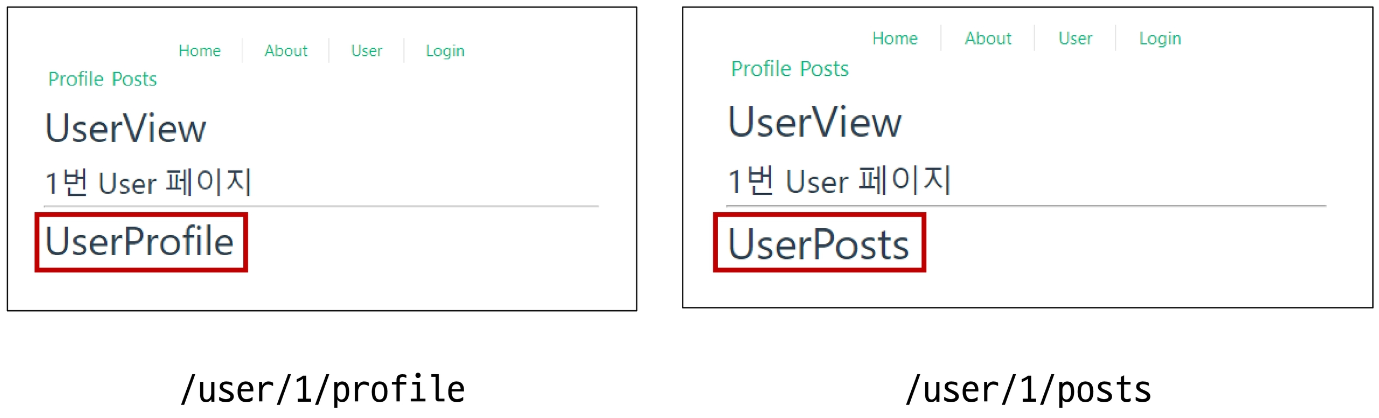 Home About User Login
Profile Posts
UserView
1번 User 페이지
UserProfile
/user/1/profile
Home About User Login
Profile Posts
UserView
1번 User 페이지
UserPosts
/user/1/posts